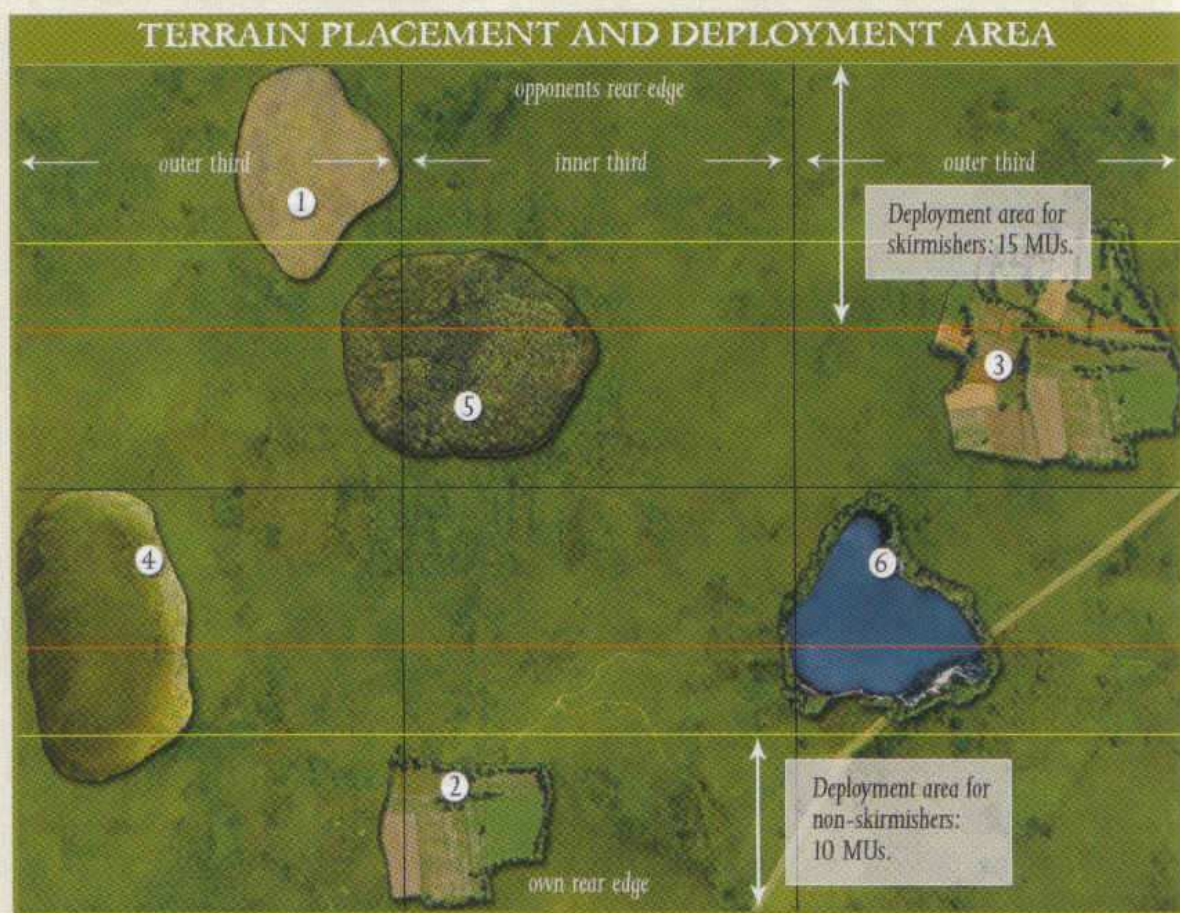 TERRAIN PLACEMENT AND DEPLOYMENT AREA
opponents rear edge
outer third
inner third
outer third
1
Deployment area for
skirmishers: 15 MUs.
3
5
4
6
2
Deployment area for
non-skirmishers:
10 MUs.
own rear edge